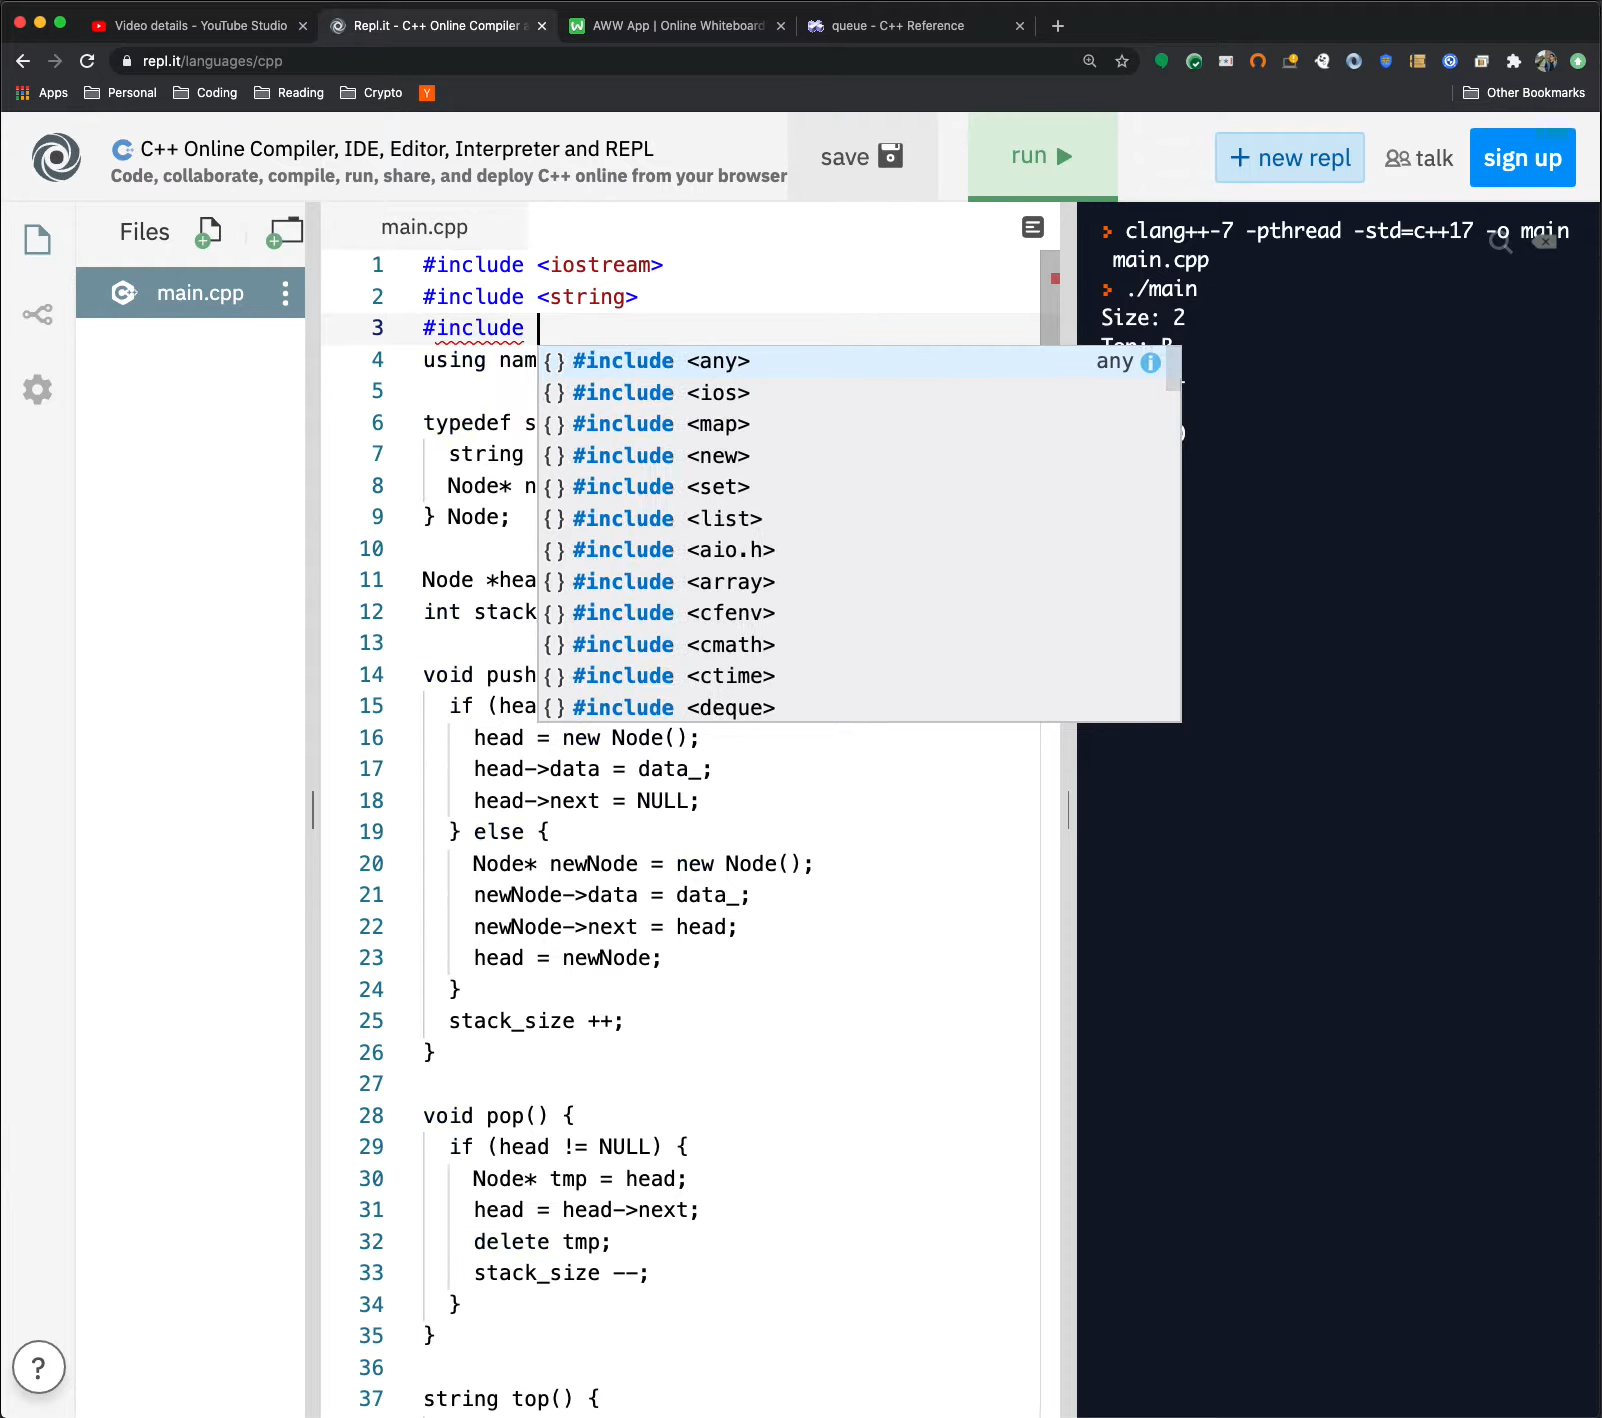 Video details - YouTube Studio
Repl.it - C++ Online Compiler a
AWW App | Online Whiteboard
queue - C++ Reference
repl.it/languages/cpp
Apps Personal Coding Reading Crypto Y Other Bookmarks
C++ Online Compiler, IDE, Editor, Interpreter and REPL
Code, collaborate, compile, run, share, and deploy C++ online from your browser
save
run
+ new repl
talk
sign up
Files
main.cpp
main.cpp
1 #include <iostream>
2 #include <string>
3 #include
4 using nam
5
6 typedef s
7 string
8 Node* n
9 } Node;
10
11 Node *hea
12 int stack
13
14 void push
15 if (hea
16 head = new Node();
17 head->data = data_;
18 head->next = NULL;
19 } else {
20 Node* newNode = new Node();
21 newNode->data = data_;
22 newNode->next = head;
23 head = newNode;
24 }
25 stack_size ++;
26 }
27
28 void pop() {
29 if (head != NULL) {
30 Node* tmp = head;
31 head = head->next;
32 delete tmp;
33 stack_size --;
34 }
35 }
36
37 string top() {
{} #include <any> any i
{} #include <ios>
{} #include <map>
{} #include <new>
{} #include <set>
{} #include <list>
{} #include <aio.h>
{} #include <array>
{} #include <cfenv>
{} #include <cmath>
{} #include <ctime>
{} #include <deque>
> clang++-7 -pthread -std=c++17 -o main
main.cpp
> ./main
Size: 2
?